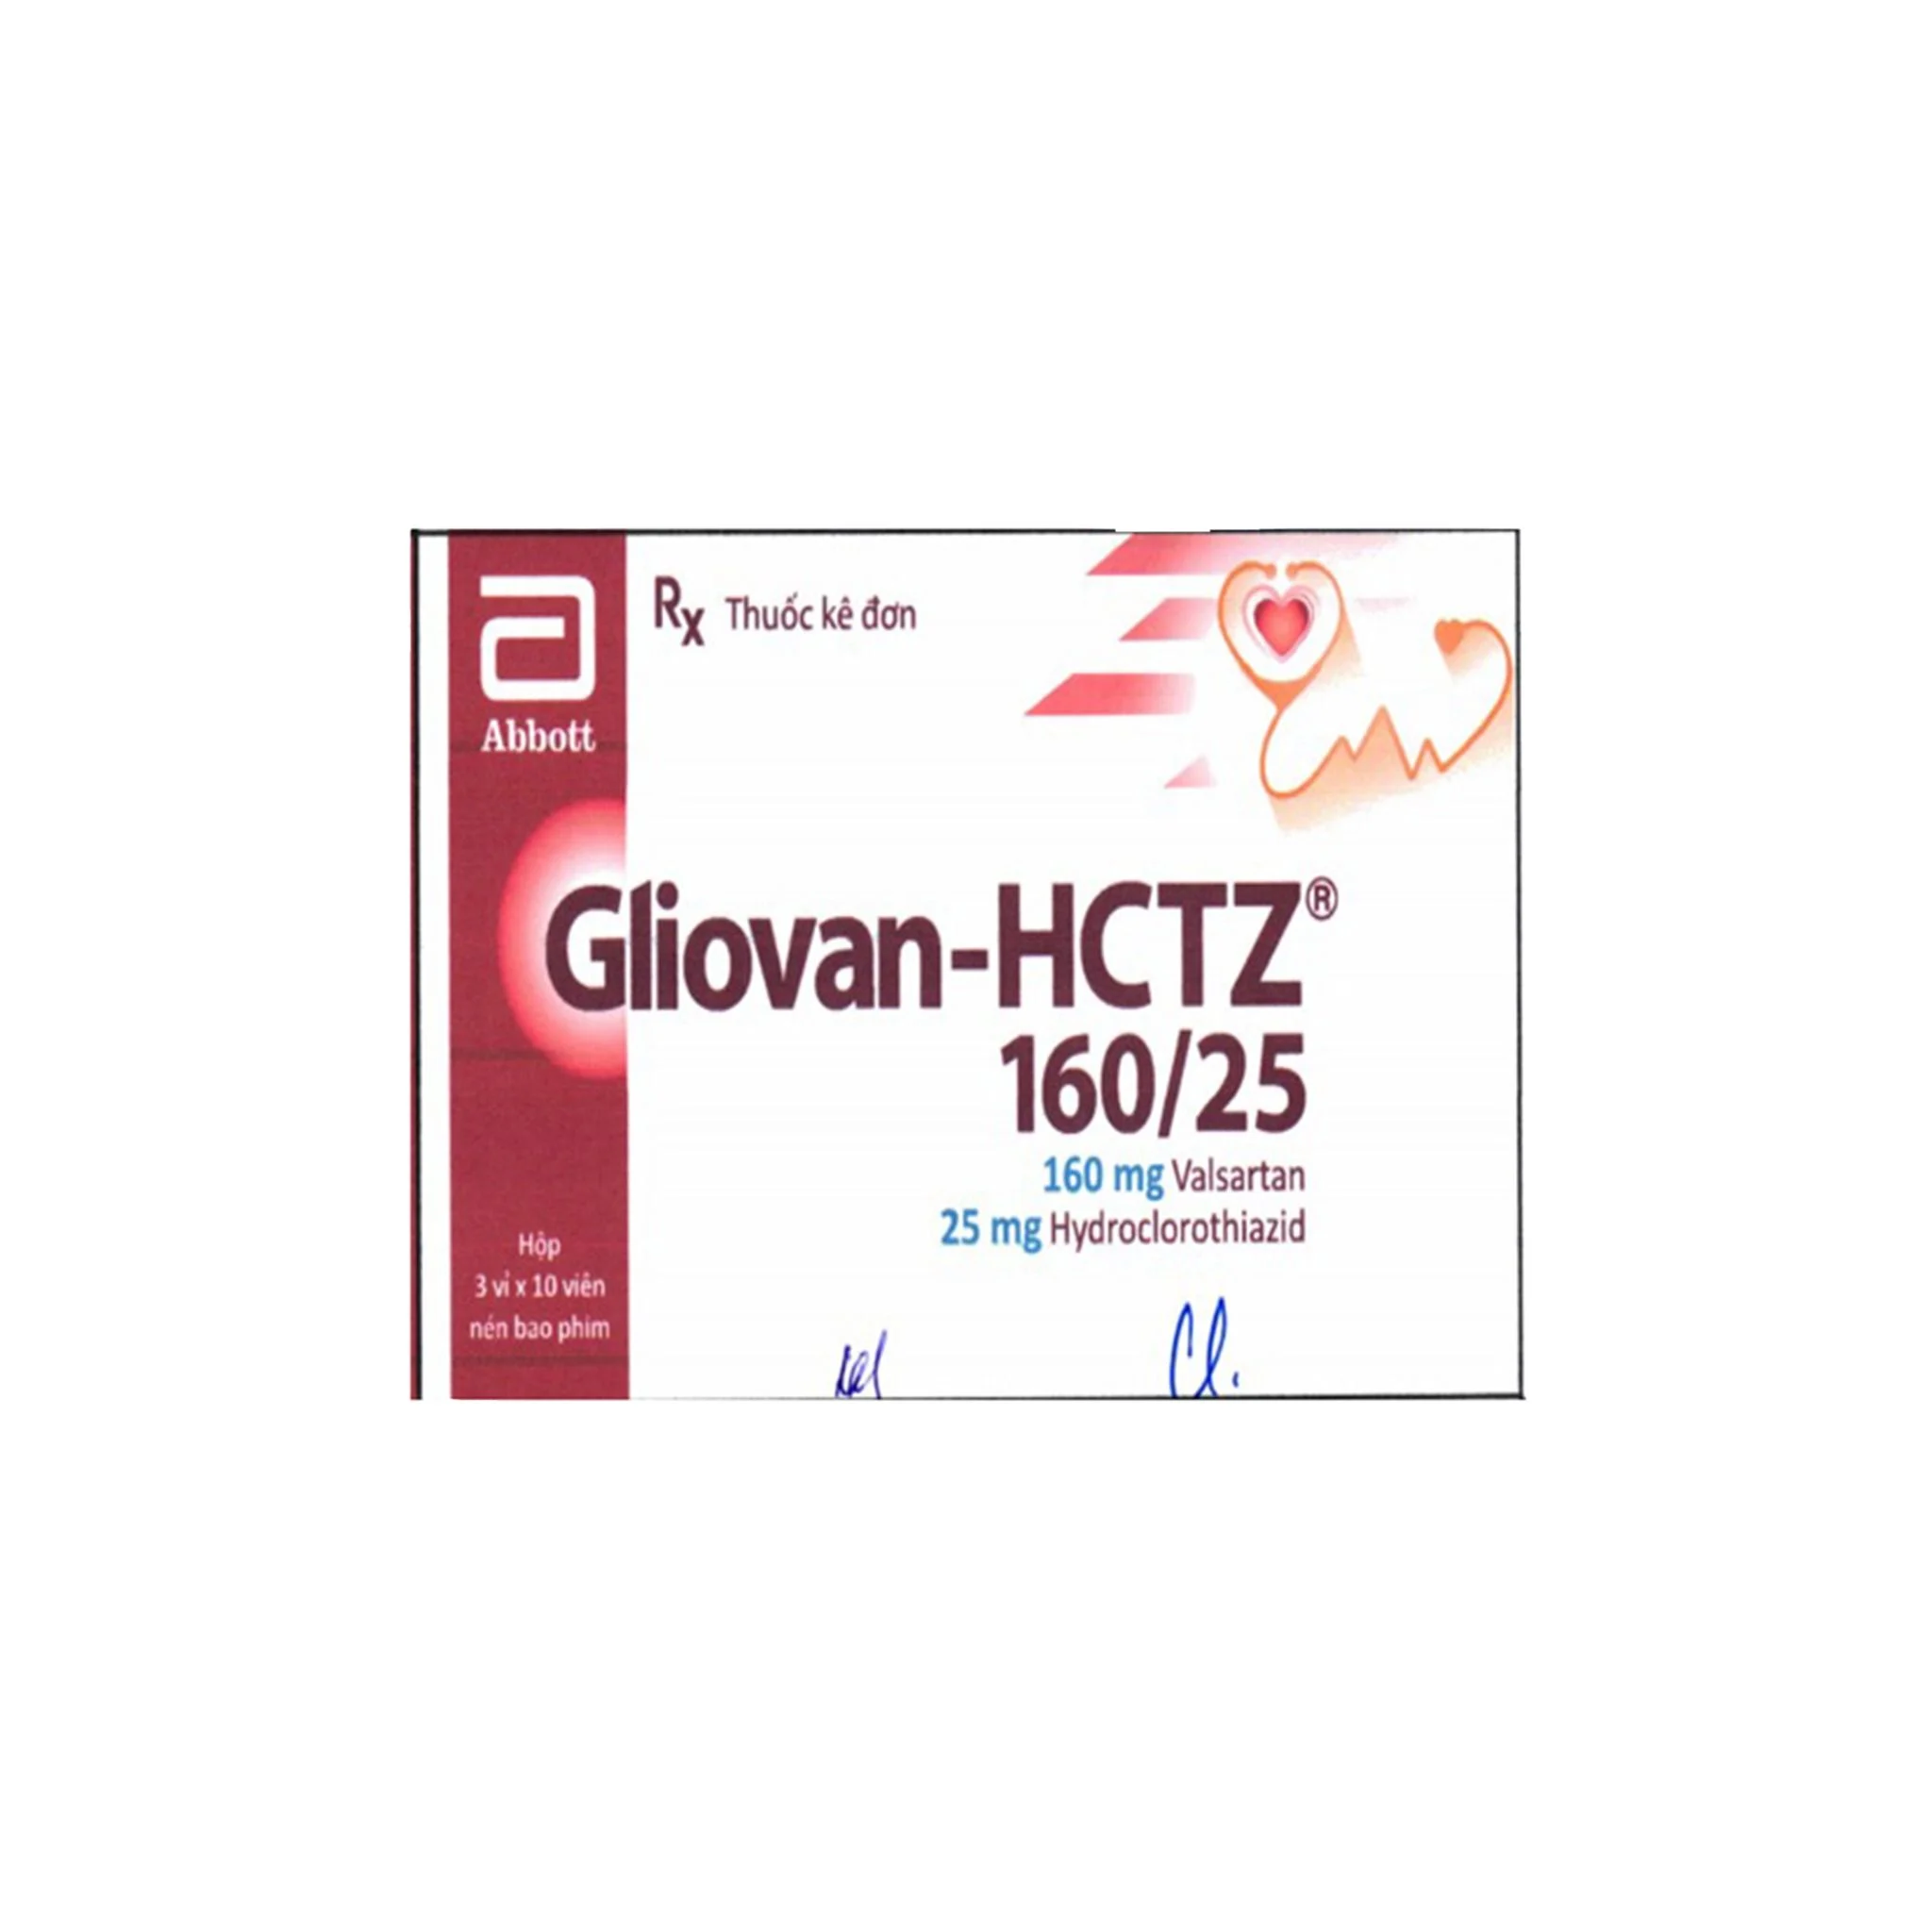 Abbott
Rx Thuốc kê đơn
Gliovan-HCTZ®
160/25
160 mg Valsartan
25 mg Hydroclorothiazid
Hộp
3 vỉ x 10 viên
nén bao phim